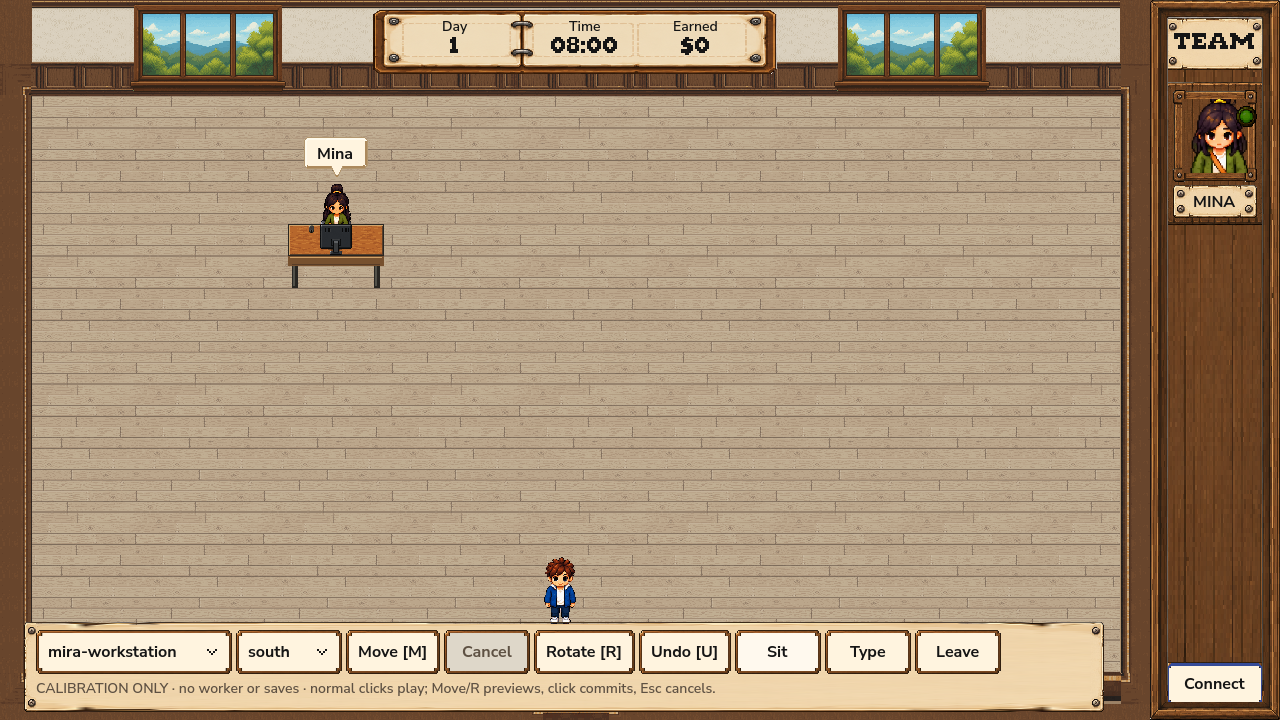 Day
1
Time
08:00
Earned
$0
TEAM
Mina
MINA
mira-workstation
south
Move [M]
Cancel
Rotate [R]
Undo [U]
Sit
Type
Leave
CALIBRATION ONLY · no worker or saves · normal clicks play; Move/R previews, click commits, Esc cancels.
Connect